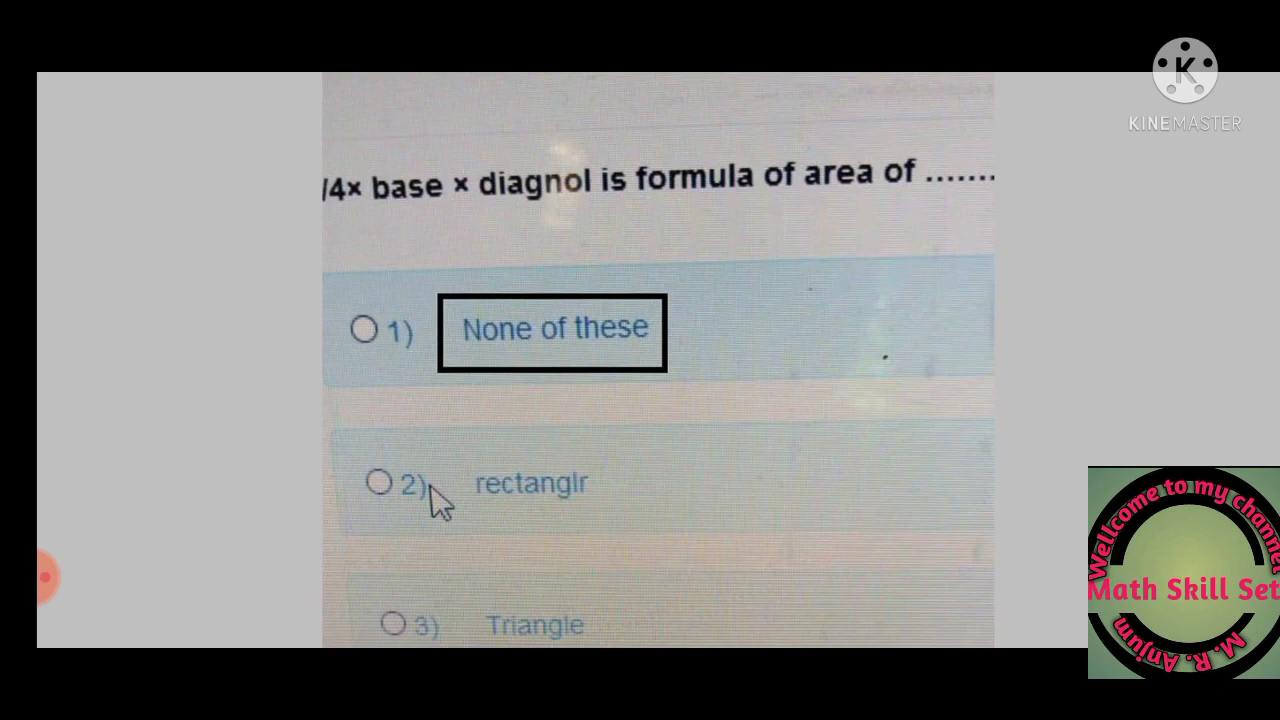 KINEMASTER
/4× base × diagnol is formula of area of .......
1) None of these
2) rectanglr
3) Triangle
Wellcome to my channel
Math Skill Set
M. R. Anjum